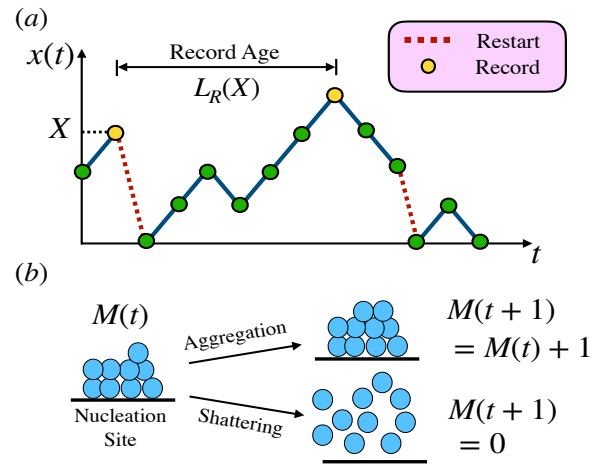 (a)
x(t)
Record Age
L_R(X)
X
t
Restart
Record
(b)
M(t)
Nucleation
Site
Aggregation
Shattering
M(t + 1)
= M(t) + 1
M(t + 1)
= 0